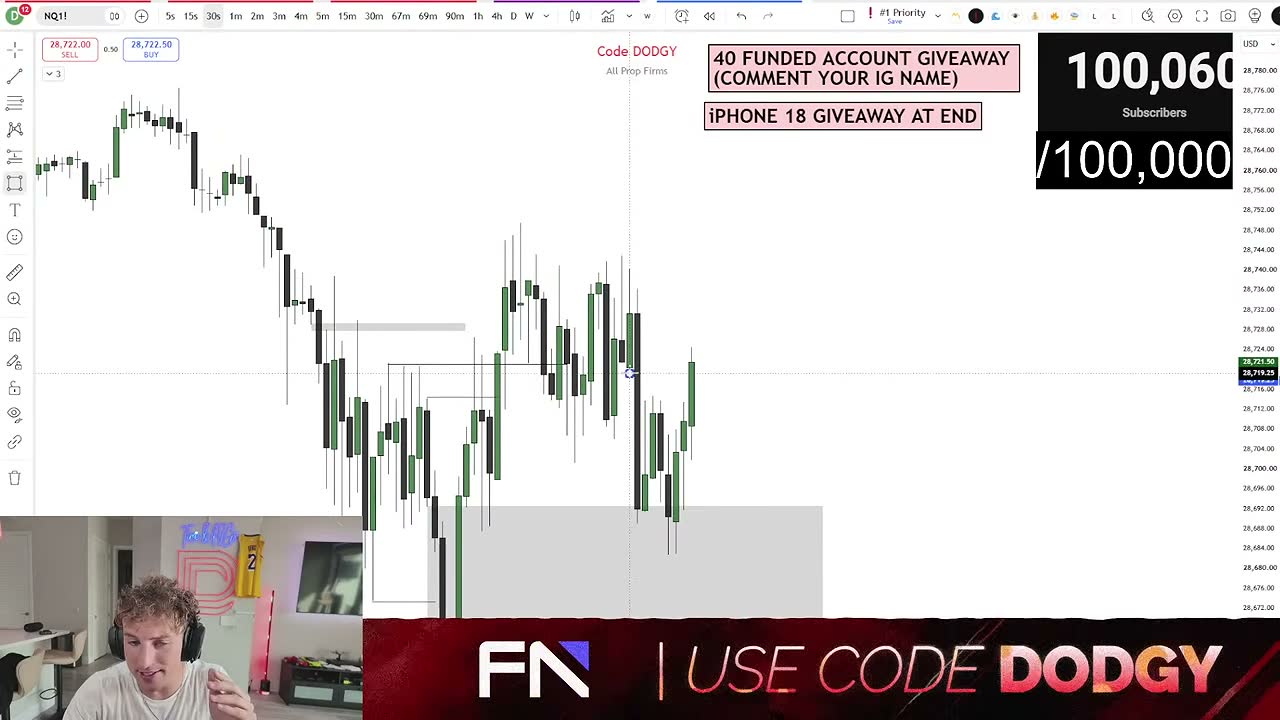 D 12 NQ1! 5s 15s 30s 1m 2m 3m 4m 5m 15m 30m 67m 69m 90m 1h 4h D W w #1 Priority L L
Save
28,722.00 0.50 28,722.50
SELL BUY
3
Code DODGY
All Prop Firms
40 FUNDED ACCOUNT GIVEAWAY
(COMMENT YOUR IG NAME)
iPHONE 18 GIVEAWAY AT END
100,060
Subscribers
/100,000
USD
28,780.00
28,776.00
28,772.00
28,768.00
28,764.00
28,760.00
28,756.00
28,752.00
28,748.00
28,744.00
28,740.00
28,736.00
28,732.00
28,728.00
28,724.00
28,721.50
28,719.25
28,716.00
28,712.00
28,708.00
28,704.00
28,700.00
28,696.00
28,692.00
28,688.00
28,684.00
28,680.00
28,676.00
28,672.00
D
2
FN | USE CODE DODGY